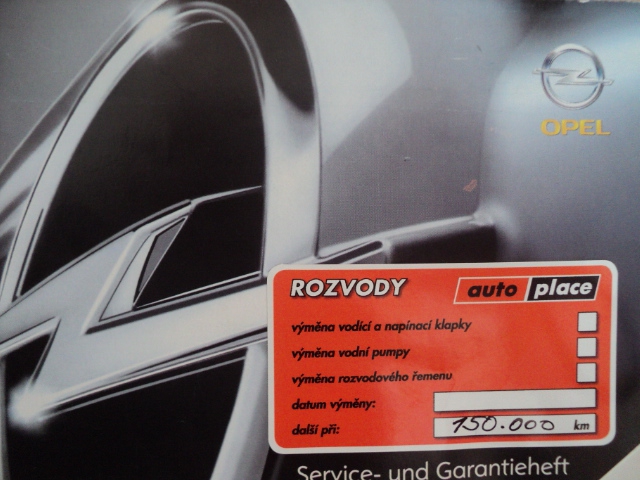 OPEL
ROZVODY auto place
výměna vodící a napínací klapky
výměna vodní pumpy
výměna rozvodového řemenu
datum výměny:
další při: 150.000 km
Service- und Garantieheft